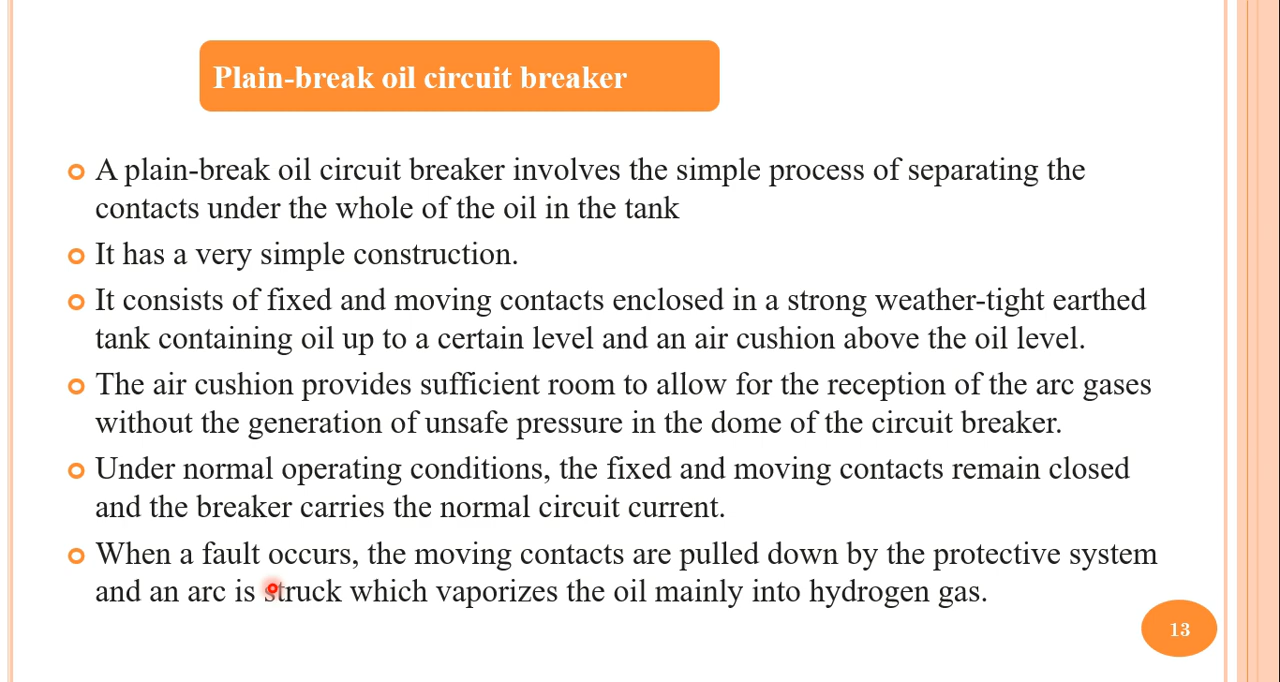 Plain-break oil circuit breaker
A plain-break oil circuit breaker involves the simple process of separating the
contacts under the whole of the oil in the tank
It has a very simple construction.
It consists of fixed and moving contacts enclosed in a strong weather-tight earthed
tank containing oil up to a certain level and an air cushion above the oil level.
The air cushion provides sufficient room to allow for the reception of the arc gases
without the generation of unsafe pressure in the dome of the circuit breaker.
Under normal operating conditions, the fixed and moving contacts remain closed
and the breaker carries the normal circuit current.
When a fault occurs, the moving contacts are pulled down by the protective system
and an arc is struck which vaporizes the oil mainly into hydrogen gas.
13